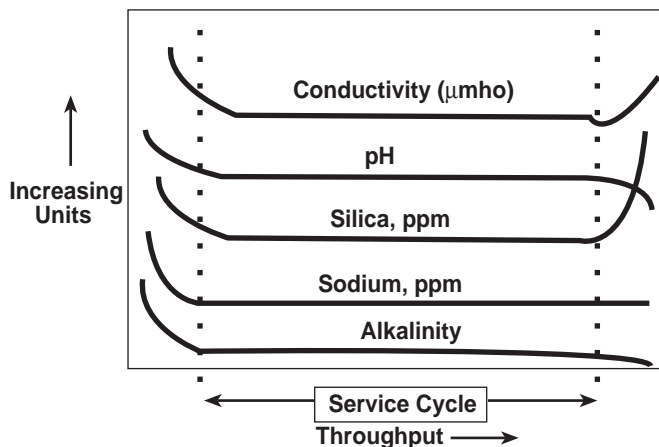 Conductivity (μmho)
pH
Increasing
Units
Silica, ppm
Sodium, ppm
Alkalinity
Service Cycle
Throughput